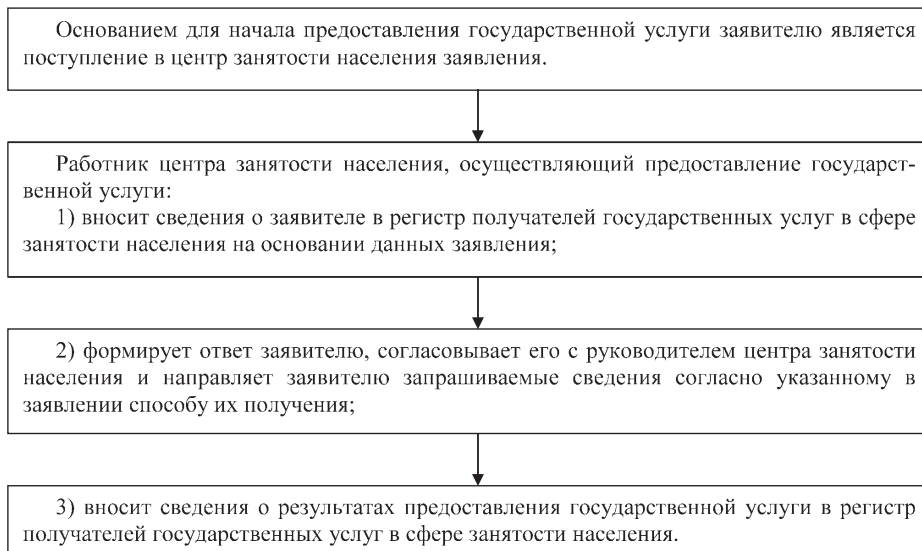 Основанием для начала предоставления государственной услуги заявителю является
поступление в центр занятости населения заявления.
Работник центра занятости населения, осуществляющий предоставление государст-
венной услуги:
1) вносит сведения о заявителе в регистр получателей государственных услуг в сфере
занятости населения на основании данных заявления;
2) формирует ответ заявителю, согласовывает его с руководителем центра занятости
населения и направляет заявителю запрашиваемые сведения согласно указанному в
заявлении способу их получения;
3) вносит сведения о результатах предоставления государственной услуги в регистр
получателей государственных услуг в сфере занятости населения.